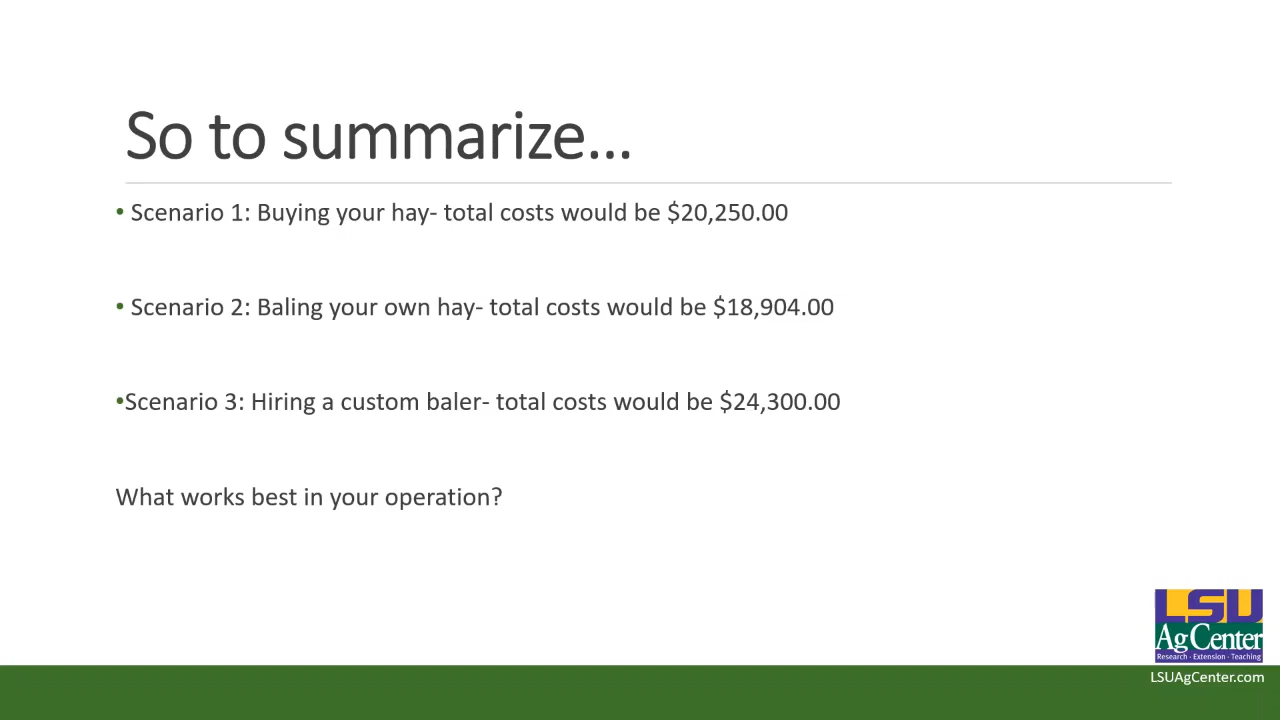 So to summarize...
• Scenario 1: Buying your hay- total costs would be $20,250.00
• Scenario 2: Baling your own hay- total costs would be $18,904.00
•Scenario 3: Hiring a custom baler- total costs would be $24,300.00
What works best in your operation?
LSU
AgCenter
Research · Extension · Teaching
LSUAgCenter.com